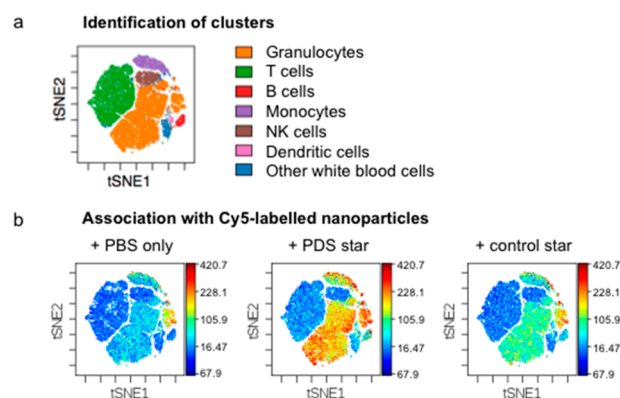 a
Identification of clusters
tSNE2
tSNE1
Granulocytes
T cells
B cells
Monocytes
NK cells
Dendritic cells
Other white blood cells
b
Association with Cy5-labelled nanoparticles
+ PBS only
+ PDS star
+ control star
tSNE2
420.7
228.1
105.9
16.47
67.9
tSNE1
tSNE2
420.7
228.1
105.9
16.47
67.9
tSNE1
tSNE2
420.7
228.1
105.9
16.47
67.9
tSNE1